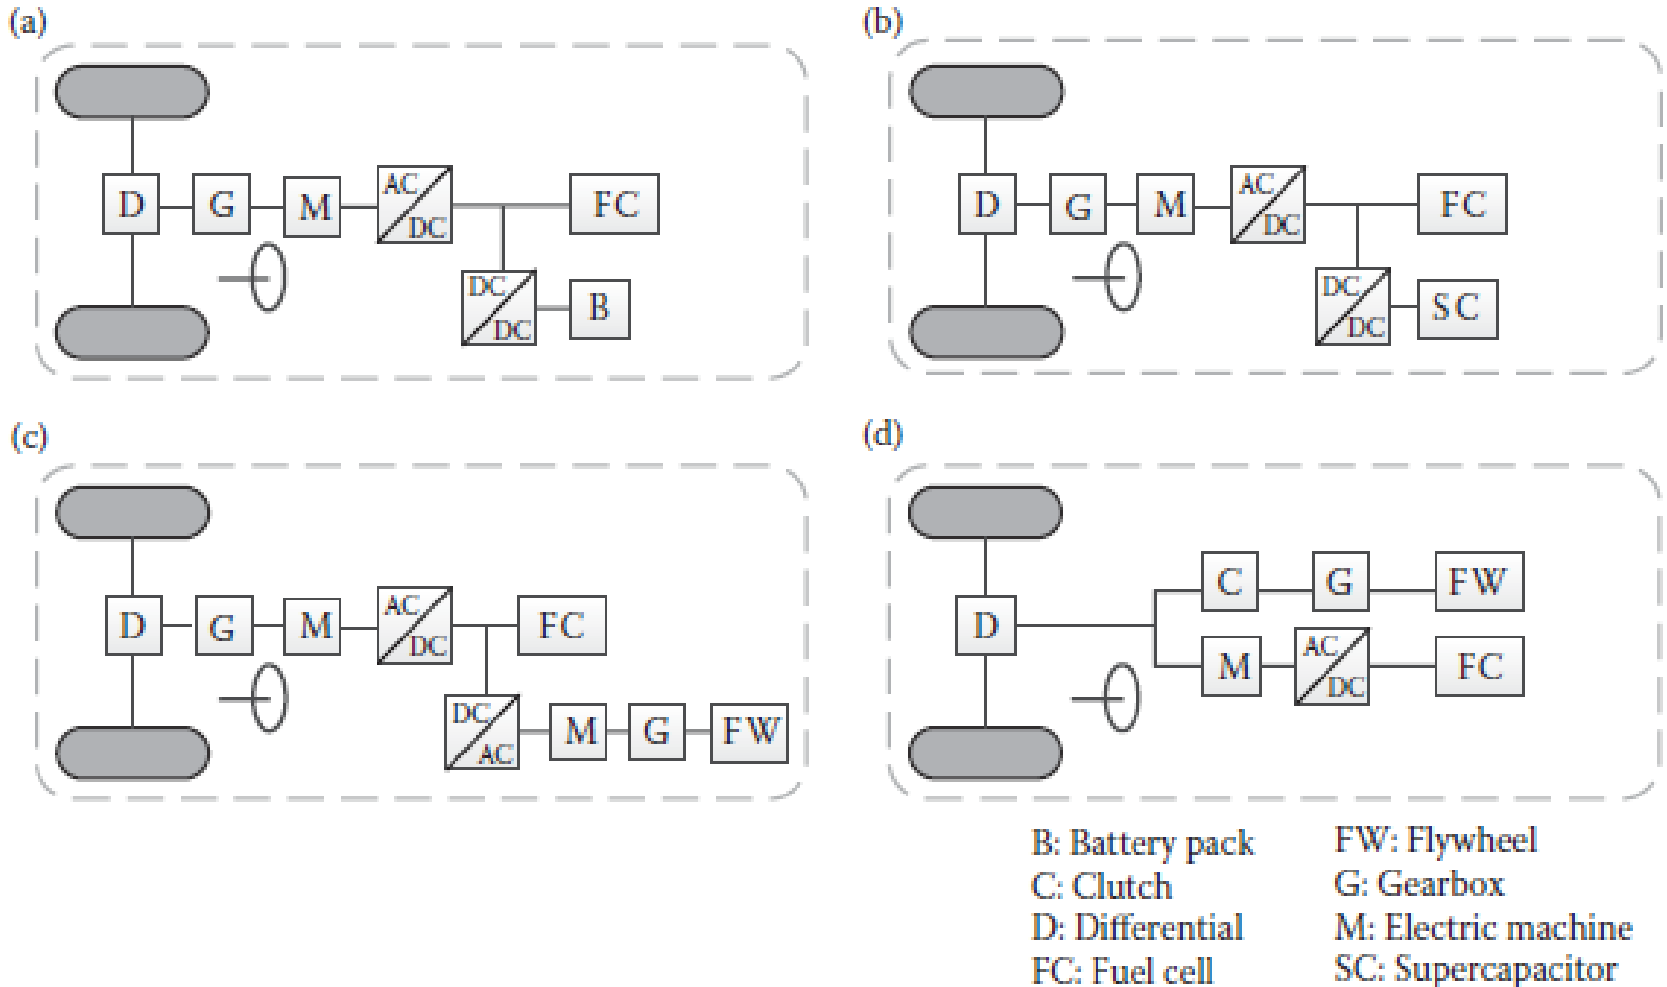 (a)
D G M AC DC FC
DC DC B
(b)
D G M AC DC FC
DC DC SC
(c)
D G M AC DC FC
DC AC M G FW
(d)
C G FW
D
M AC DC FC
B: Battery pack
C: Clutch
D: Differential
FC: Fuel cell
FW: Flywheel
G: Gearbox
M: Electric machine
SC: Supercapacitor